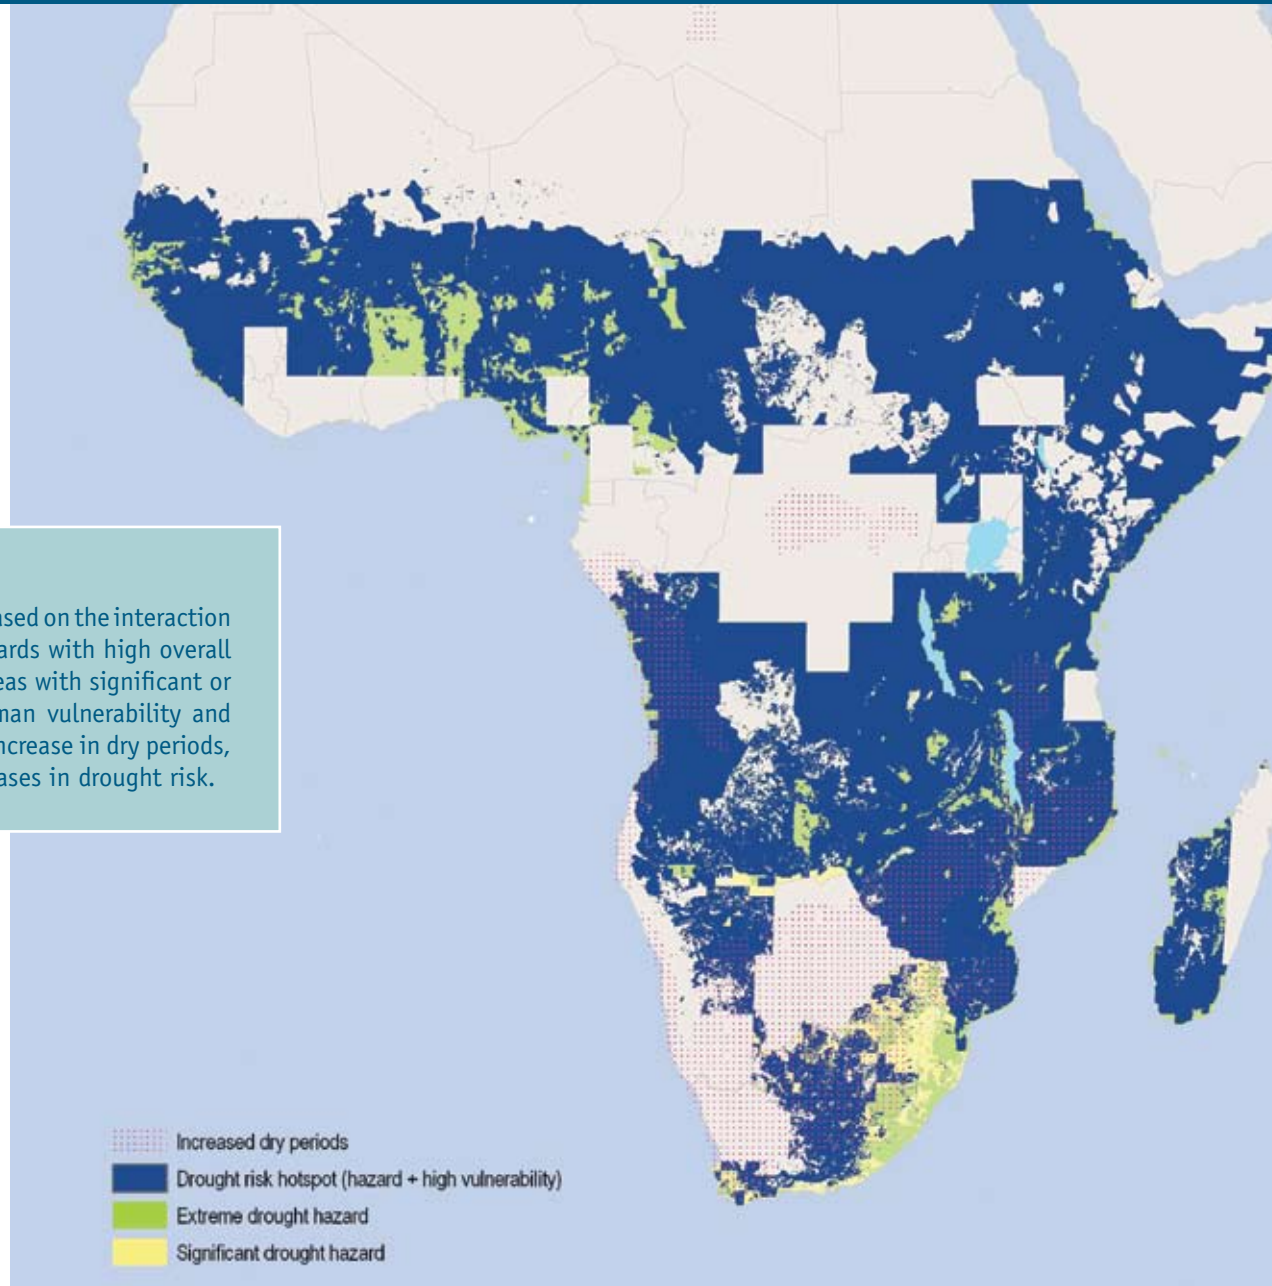 ased on the interaction
ards with high overall
eas with significant or
man vulnerability and
ncrease in dry periods,
ases in drought risk.
Increased dry periods
Drought risk hotspot (hazard + high vulnerability)
Extreme drought hazard
Significant drought hazard